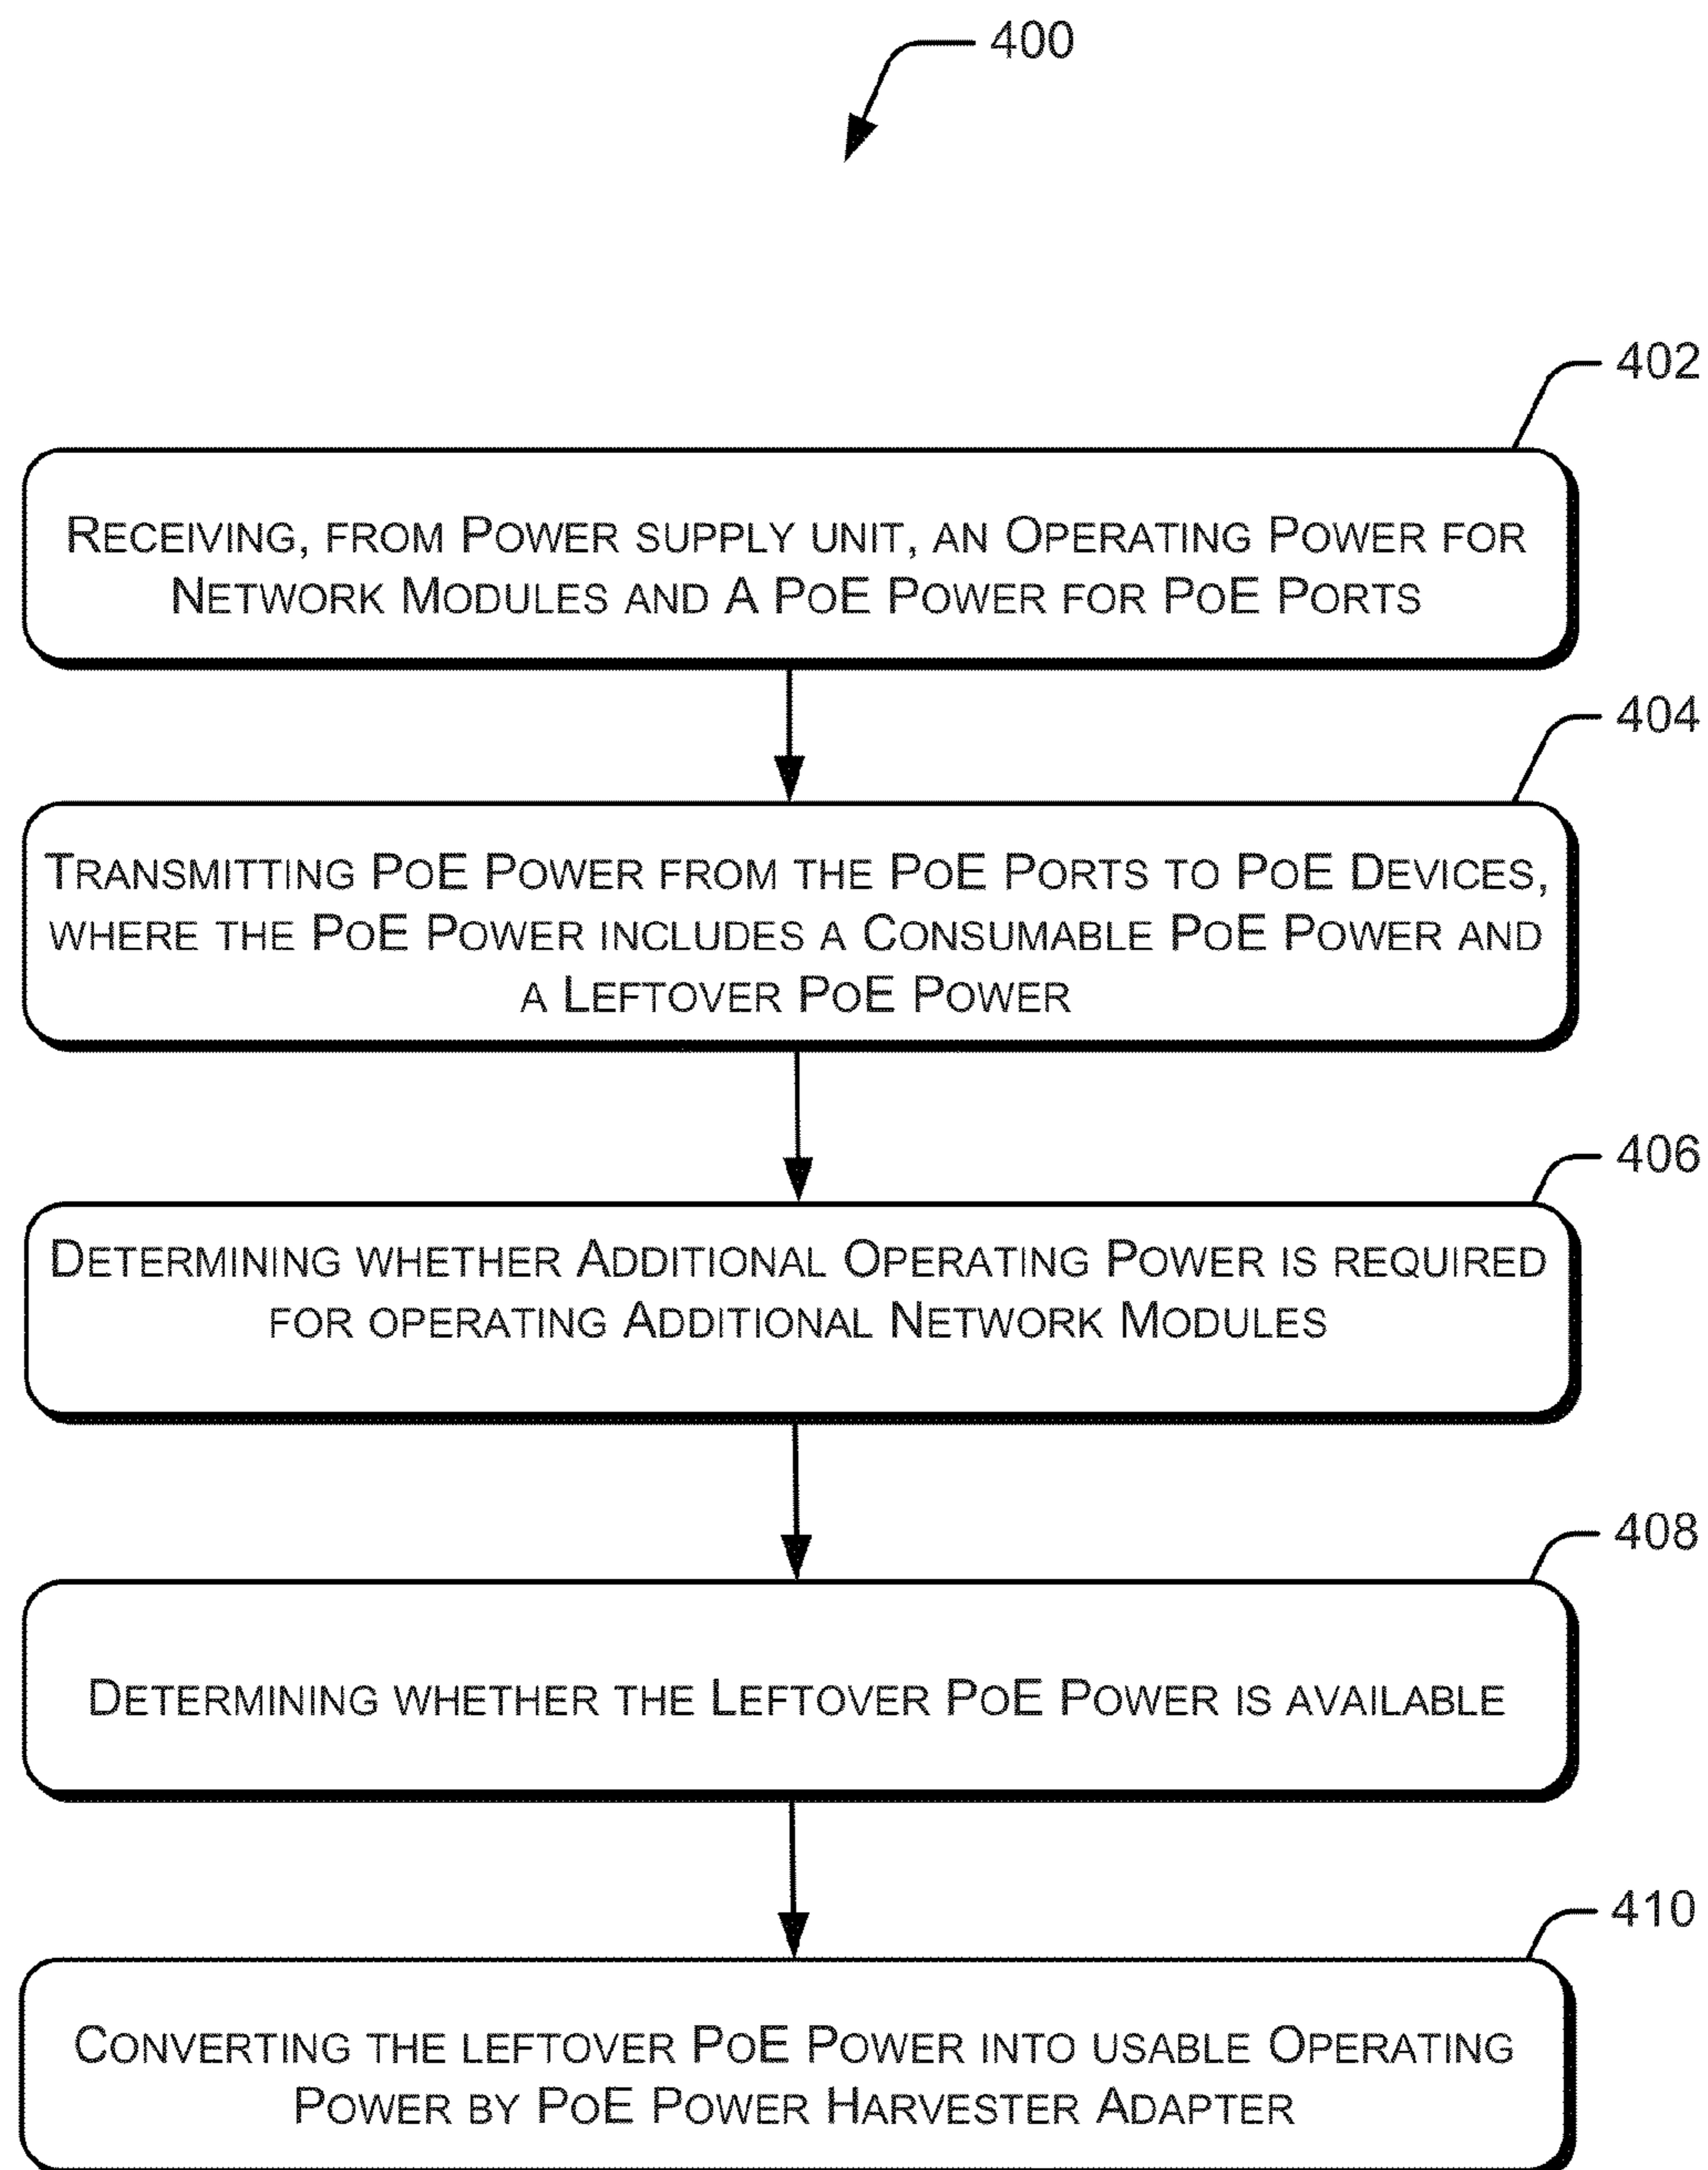 400
402
RECEIVING, FROM POWER SUPPLY UNIT, AN OPERATING POWER FOR
NETWORK MODULES AND A POE POWER FOR POE PORTS
404
TRANSMITTING POE POWER FROM THE POE PORTS TO POE DEVICES,
WHERE THE POE POWER INCLUDES A CONSUMABLE POE POWER AND
A LEFTOVER POE POWER
406
DETERMINING WHETHER ADDITIONAL OPERATING POWER IS REQUIRED
FOR OPERATING ADDITIONAL NETWORK MODULES
408
DETERMINING WHETHER THE LEFTOVER POE POWER IS AVAILABLE
410
CONVERTING THE LEFTOVER POE POWER INTO USABLE OPERATING
POWER BY POE POWER HARVESTER ADAPTER